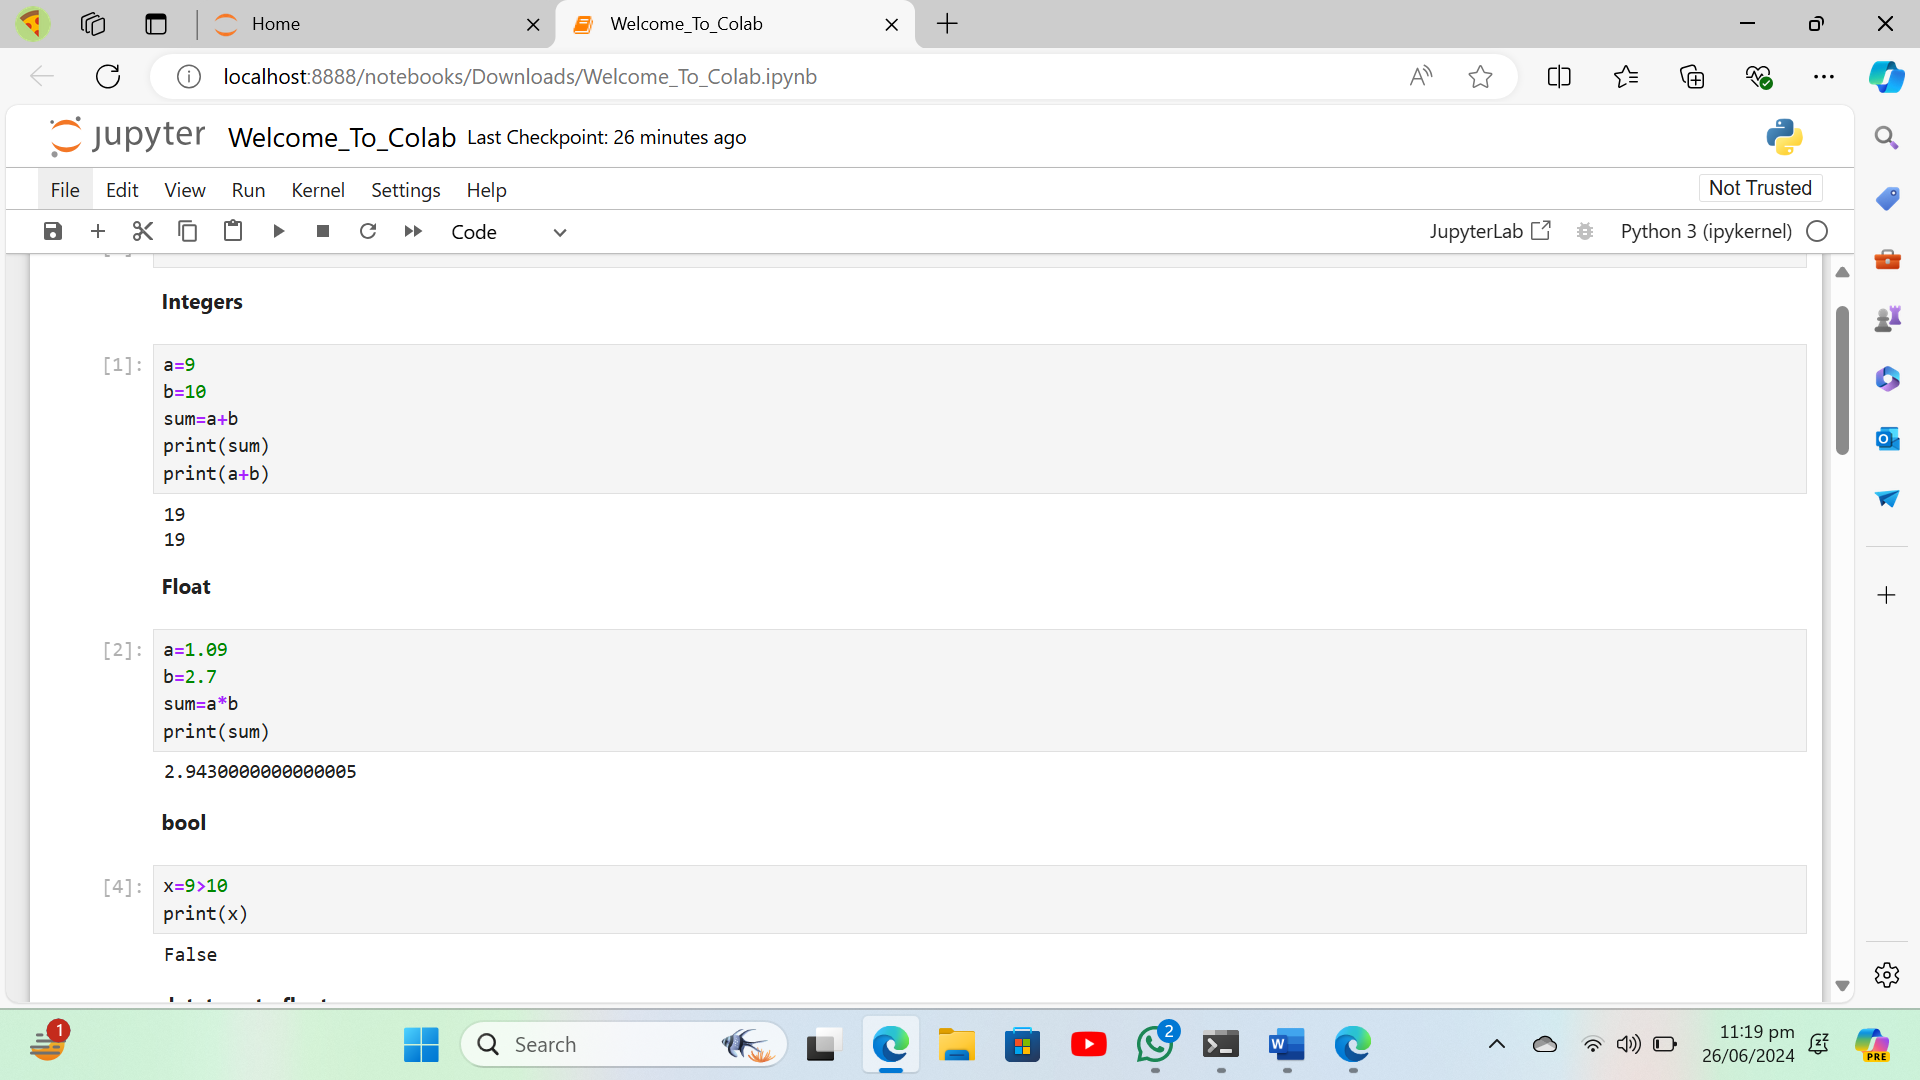 Home
Welcome_To_Colab
localhost:8888/notebooks/Downloads/Welcome_To_Colab.ipynb
jupyter Welcome_To_Colab Last Checkpoint: 26 minutes ago
File Edit View Run Kernel Settings Help
Not Trusted
Code
JupyterLab
Python 3 (ipykernel)
Integers
[1]:
a=9
b=10
sum=a+b
print(sum)
print(a+b)
19
19
Float
[2]:
a=1.09
b=2.7
sum=a*b
print(sum)
2.9430000000000005
bool
[4]:
x=9>10
print(x)
False
1
Search
2
11:19 pm
26/06/2024
PRE